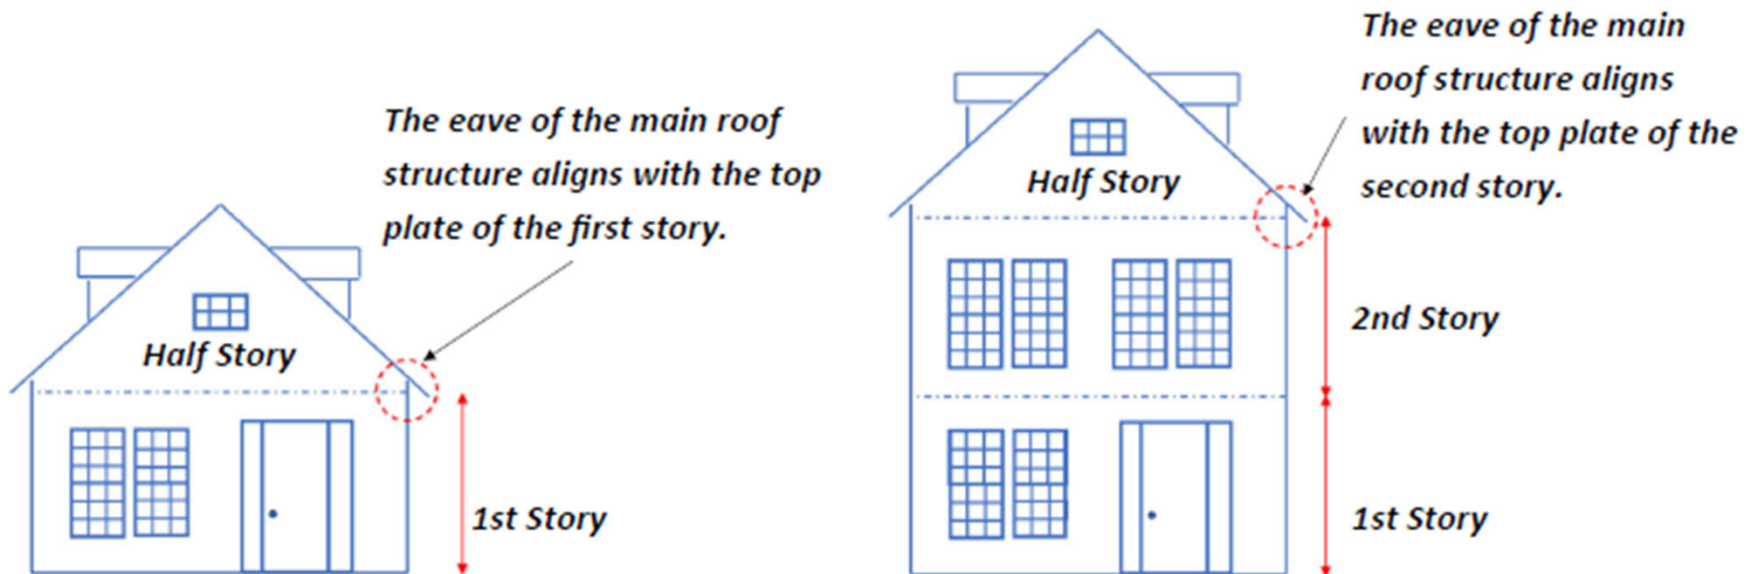 The eave of the main roof
structure aligns with the top
plate of the first story.
Half Story
1st Story
The eave of the main
roof structure aligns
with the top plate of the
second story.
Half Story
2nd Story
1st Story